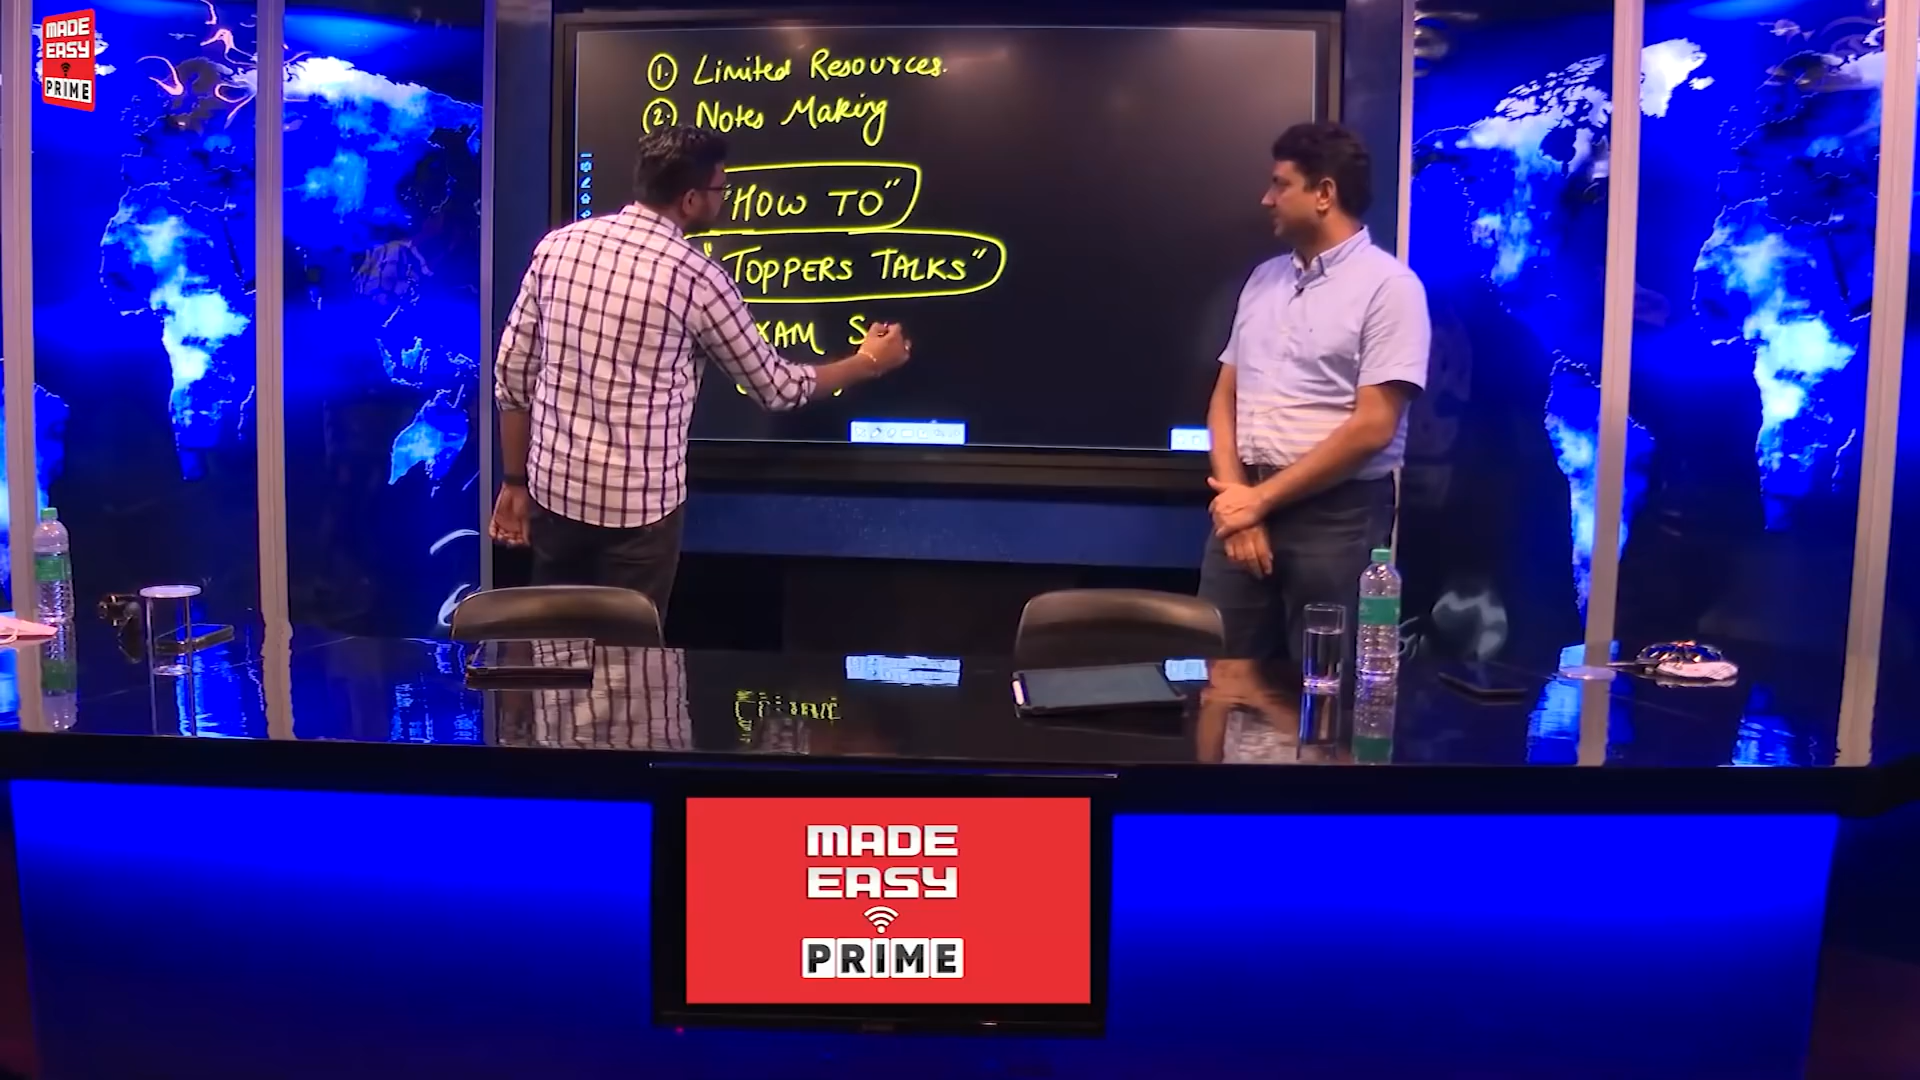 MADE
EASY
PRIME
1. Limited Resources.
2. Notes Making
"HOW TO"
"TOPPERS TALKS"
MADE
EASY
PRIME